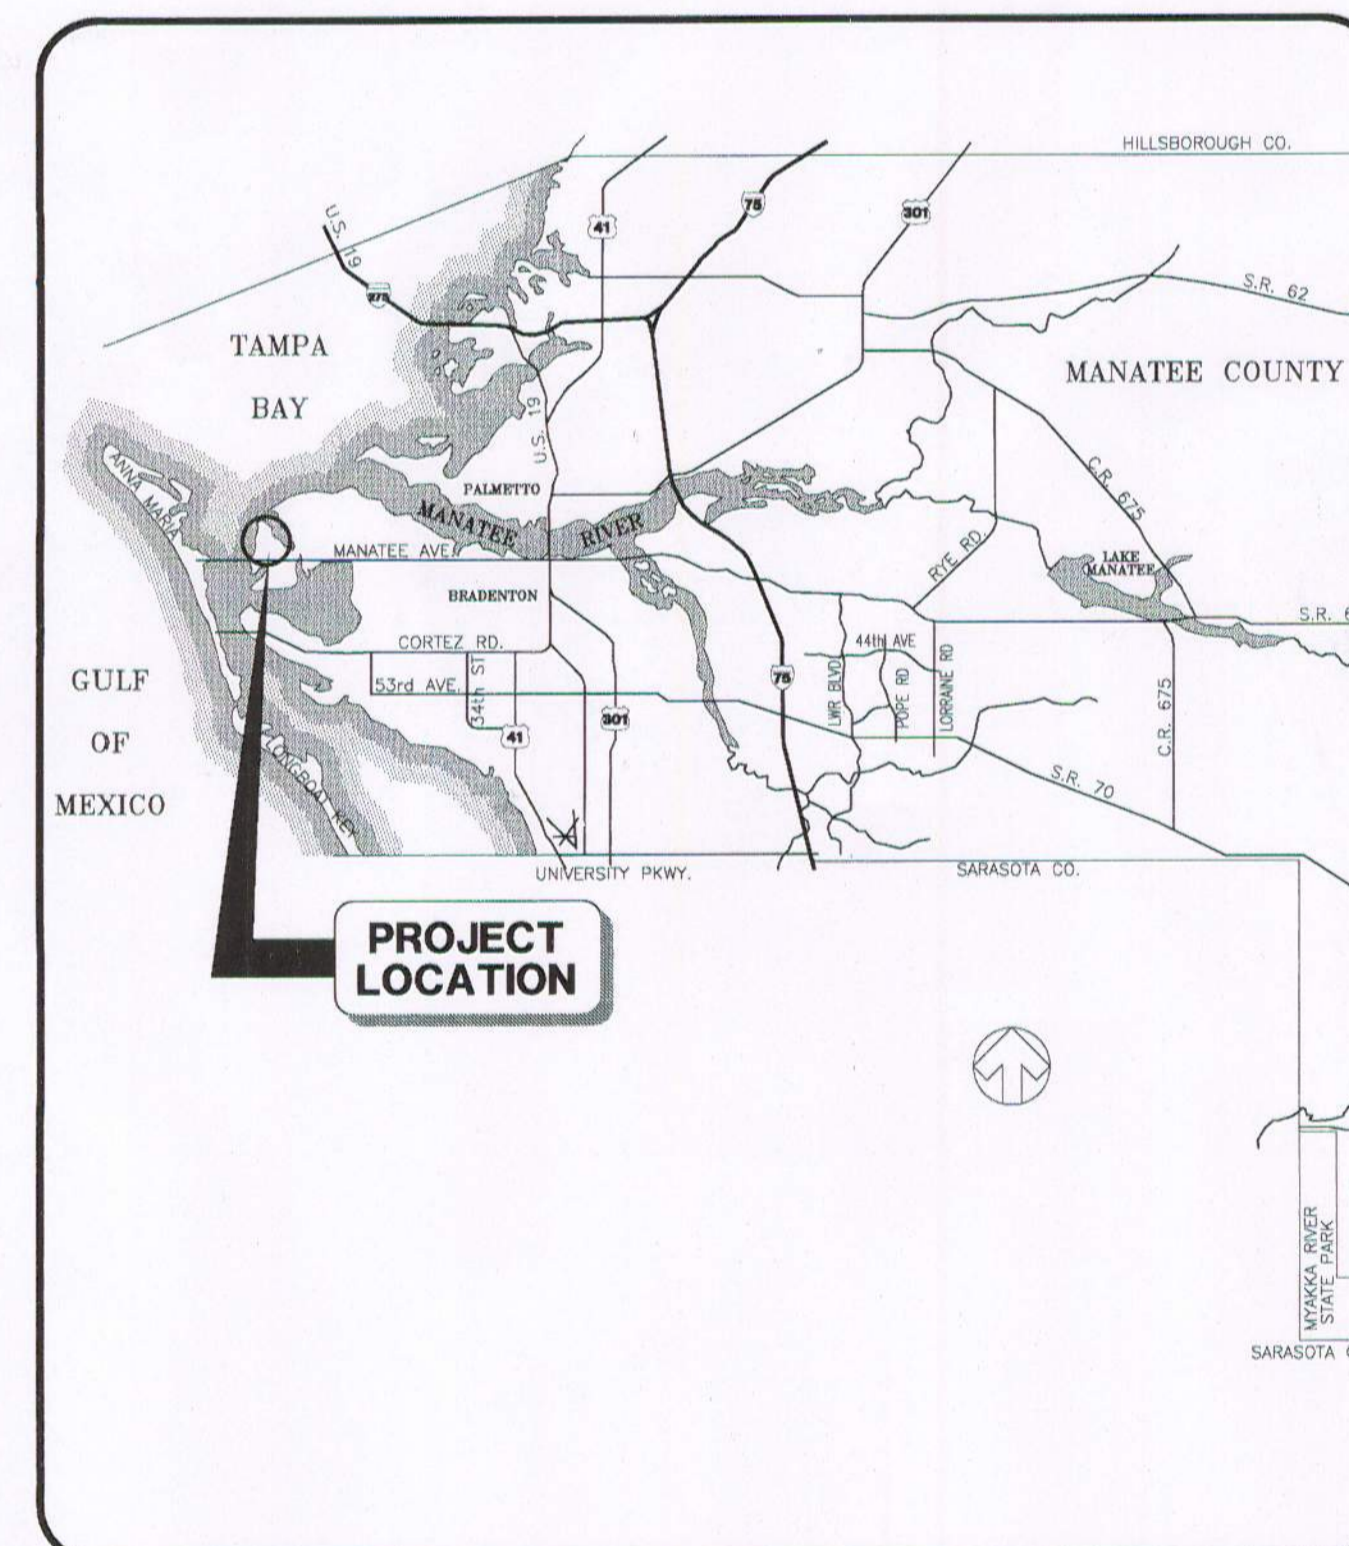 HILLSBOROUGH CO.
U.S. 19
275
41
75
301
S.R. 62
TAMPA
BAY
MANATEE COUNTY
U.S. 19
ANNA MARIA
PALMETTO
MANATEE
RIVER
C.R. 675
MANATEE AVE.
RYE RD.
LAKE
MANATEE
BRADENTON
S.R. 6
CORTEZ RD.
44th AVE
53rd AVE.
34th ST
LWR BLVD
POPE RD
LORRAINE RD
C.R. 675
GULF
OF
MEXICO
75
301
41
LONGBOAT KEY
S.R. 70
UNIVERSITY PKWY.
SARASOTA CO.
PROJECT
LOCATION
MYAKKA RIVER
STATE PARK
SARASOTA